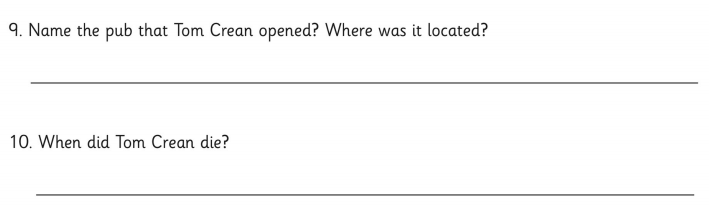 9. Name the pub that Tom Crean opened? Where was it located?
10. When did Tom Crean die?